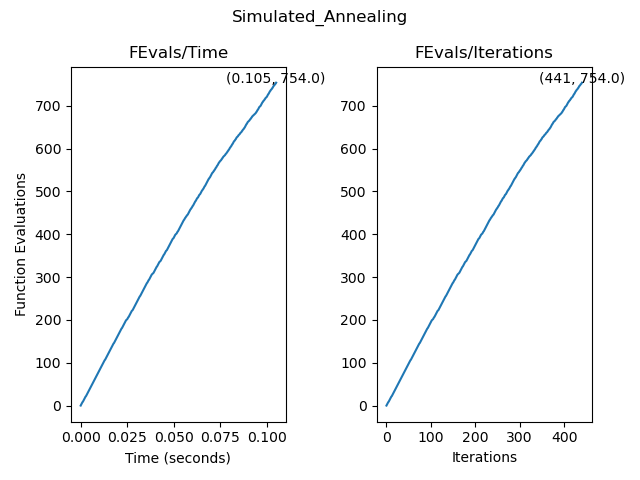 Simulated_Annealing
FEvals/Time
(0.105, 754.0)
Function Evaluations
700
600
500
400
300
200
100
0
0.000 0.025 0.050 0.075 0.100
Time (seconds)
FEvals/Iterations
(441, 754.0)
700
600
500
400
300
200
100
0
0 100 200 300 400
Iterations